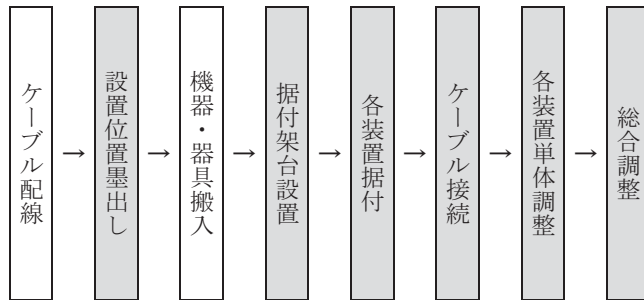 ケーブル配線
→
設置位置墨出し
→
機器・器具搬入
→
据付架台設置
→
各装置据付
→
ケーブル接続
→
各装置単体調整
→
総合調整